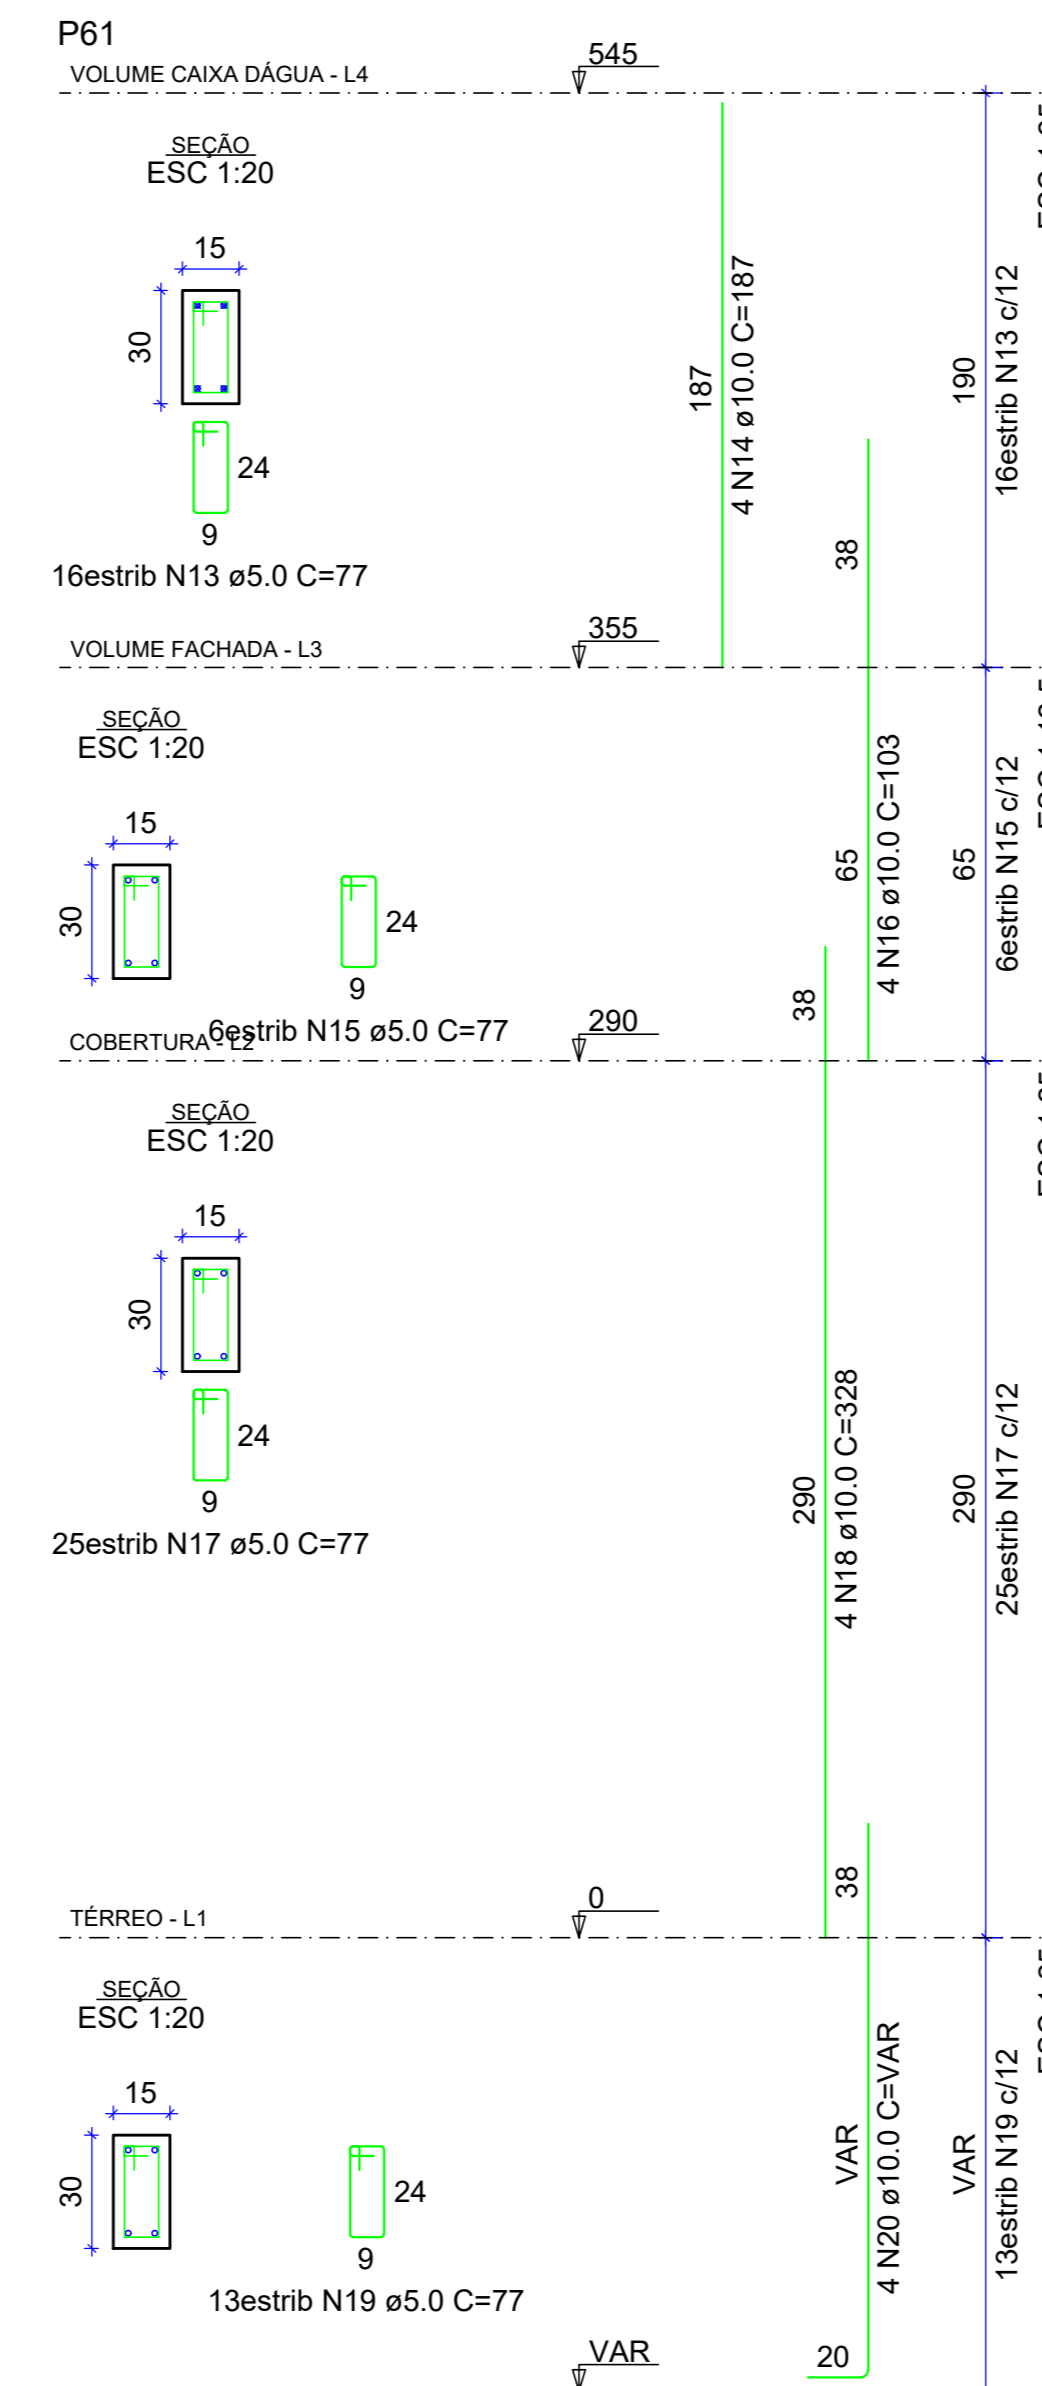 P61
VOLUME CAIXA DÁGUA - L4
545
SEÇÃO
ESC 1:20
15
30
24
9
16estrib N13 ø5.0 C=77
187
4 N14 ø10.0 C=187
190
16estrib N13 c/12
38
VOLUME FACHADA - L3
355
SEÇÃO
ESC 1:20
15
30
24
9
6estrib N15 ø5.0 C=77
65
4 N16 ø10.0 C=103
65
6estrib N15 c/12
38
COBERTURA - L2
290
SEÇÃO
ESC 1:20
15
30
24
9
25estrib N17 ø5.0 C=77
290
4 N18 ø10.0 C=328
290
25estrib N17 c/12
38
TÉRREO - L1
0
SEÇÃO
ESC 1:20
15
30
24
9
13estrib N19 ø5.0 C=77
VAR
4 N20 ø10.0 C=VAR
VAR
13estrib N19 c/12
20
VAR